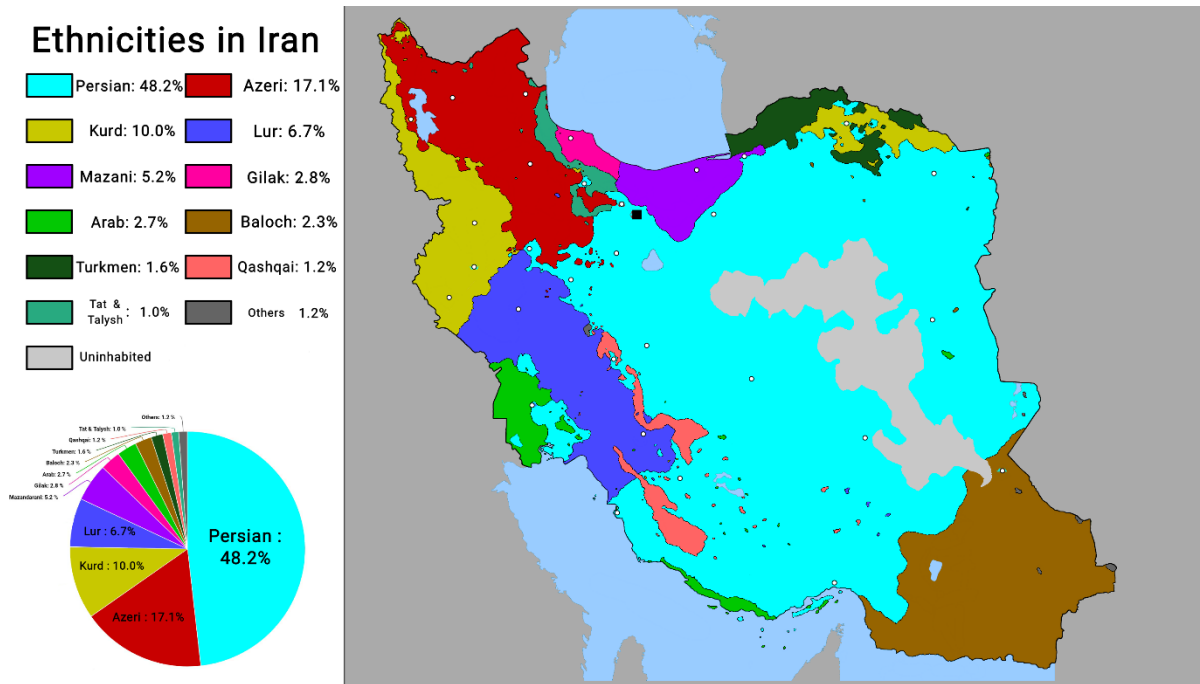 Ethnicities in Iran
Persian: 48.2%
Azeri: 17.1%
Kurd: 10.0%
Lur: 6.7%
Mazani: 5.2%
Gilak: 2.8%
Arab: 2.7%
Baloch: 2.3%
Turkmen: 1.6%
Qashqai: 1.2%
Tat &
Talysh : 1.0%
Others 1.2%
Uninhabited
Others: 1.2 %
Tat & Talysh: 1.0 %
Qashqai: 1.2 %
Turkmen: 1.6 %
Baloch: 2.3 %
Arab: 2.7 %
Gilak: 2.8 %
Mazundarani: 5.2 %
Lur : 6.7%
Kurd : 10.0%
Azeri : 17.1%
Persian :
48.2%